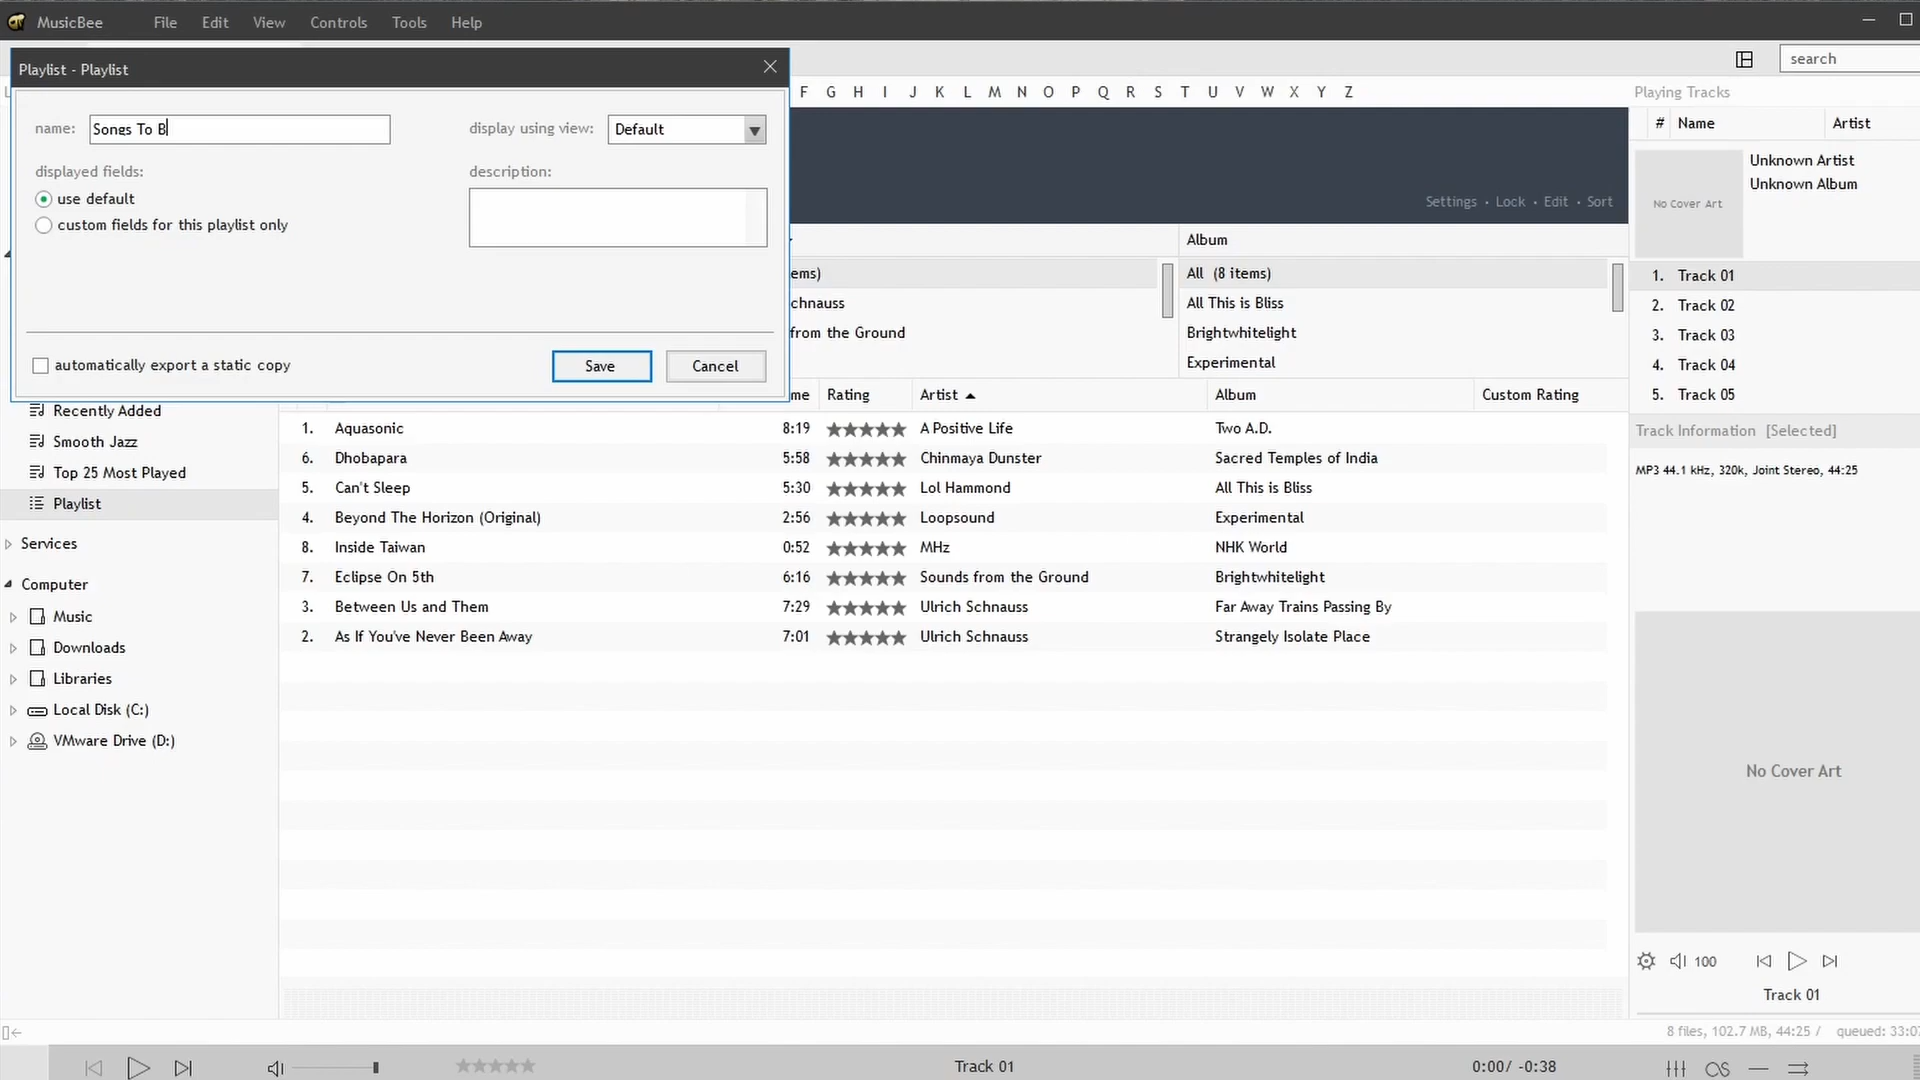 MusicBee File Edit View Controls Tools Help
Playlist - Playlist
search
F G H I J K L M N O P Q R S T U V W X Y Z
Playing Tracks
name: Songs To B
display using view: Default
# Name Artist
displayed fields:
use default
custom fields for this playlist only
description:
No Cover Art
Unknown Artist
Unknown Album
Settings · Lock · Edit · Sort
Album
ems)
chnauss
from the Ground
All (8 items)
All This is Bliss
Brightwhitelight
Experimental
1. Track 01
2. Track 02
3. Track 03
4. Track 04
5. Track 05
automatically export a static copy
Save
Cancel
Recently Added
Smooth Jazz
Top 25 Most Played
Playlist
Services
Computer
Music
Downloads
Libraries
Local Disk (C:)
VMware Drive (D:)
me Rating Artist Album Custom Rating
1. Aquasonic 8:19 A Positive Life Two A.D.
6. Dhobapara 5:58 Chinmaya Dunster Sacred Temples of India
5. Can't Sleep 5:30 Lol Hammond All This is Bliss
4. Beyond The Horizon (Original) 2:56 Loopsound Experimental
8. Inside Taiwan 0:52 MHz NHK World
7. Eclipse On 5th 6:16 Sounds from the Ground Brightwhitelight
3. Between Us and Them 7:29 Ulrich Schnauss Far Away Trains Passing By
2. As If You've Never Been Away 7:01 Ulrich Schnauss Strangely Isolate Place
Track Information [Selected]
MP3 44.1 kHz, 320k, Joint Stereo, 44:25
No Cover Art
100
Track 01
8 files, 102.7 MB, 44:25 / queued: 33:07
Track 01
0:00/ -0:38